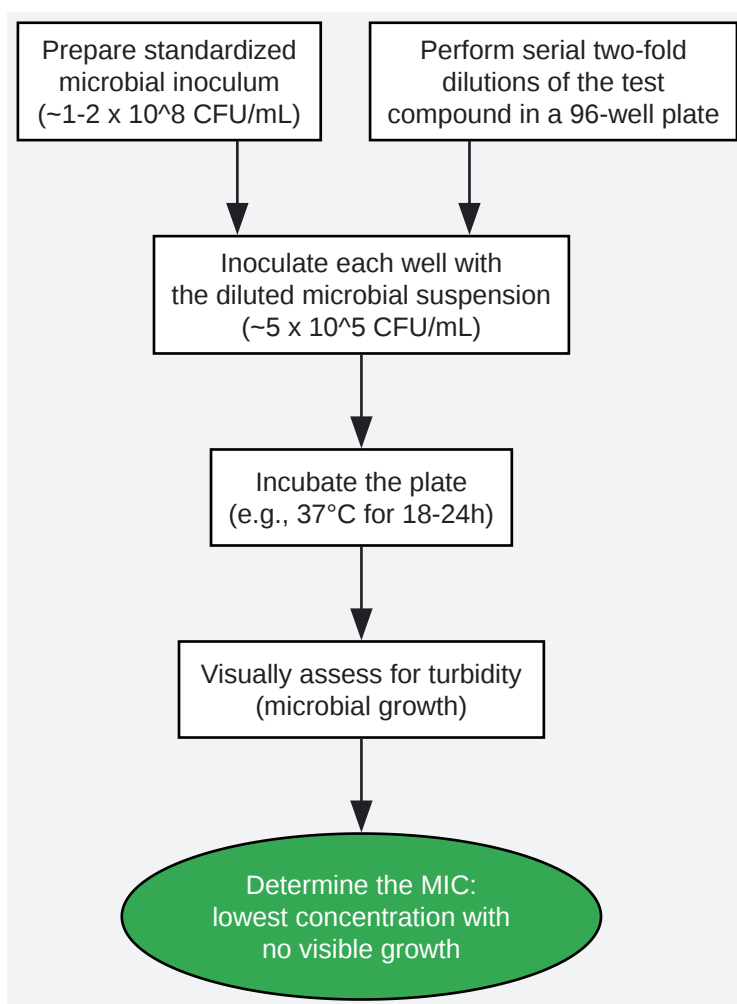 Prepare standardized
microbial inoculum
(~1-2 x 10^8 CFU/mL)
Perform serial two-fold
dilutions of the test
compound in a 96-well plate
Inoculate each well with
the diluted microbial suspension
(~5 x 10^5 CFU/mL)
Incubate the plate
(e.g., 37°C for 18-24h)
Visually assess for turbidity
(microbial growth)
Determine the MIC:
lowest concentration with
no visible growth